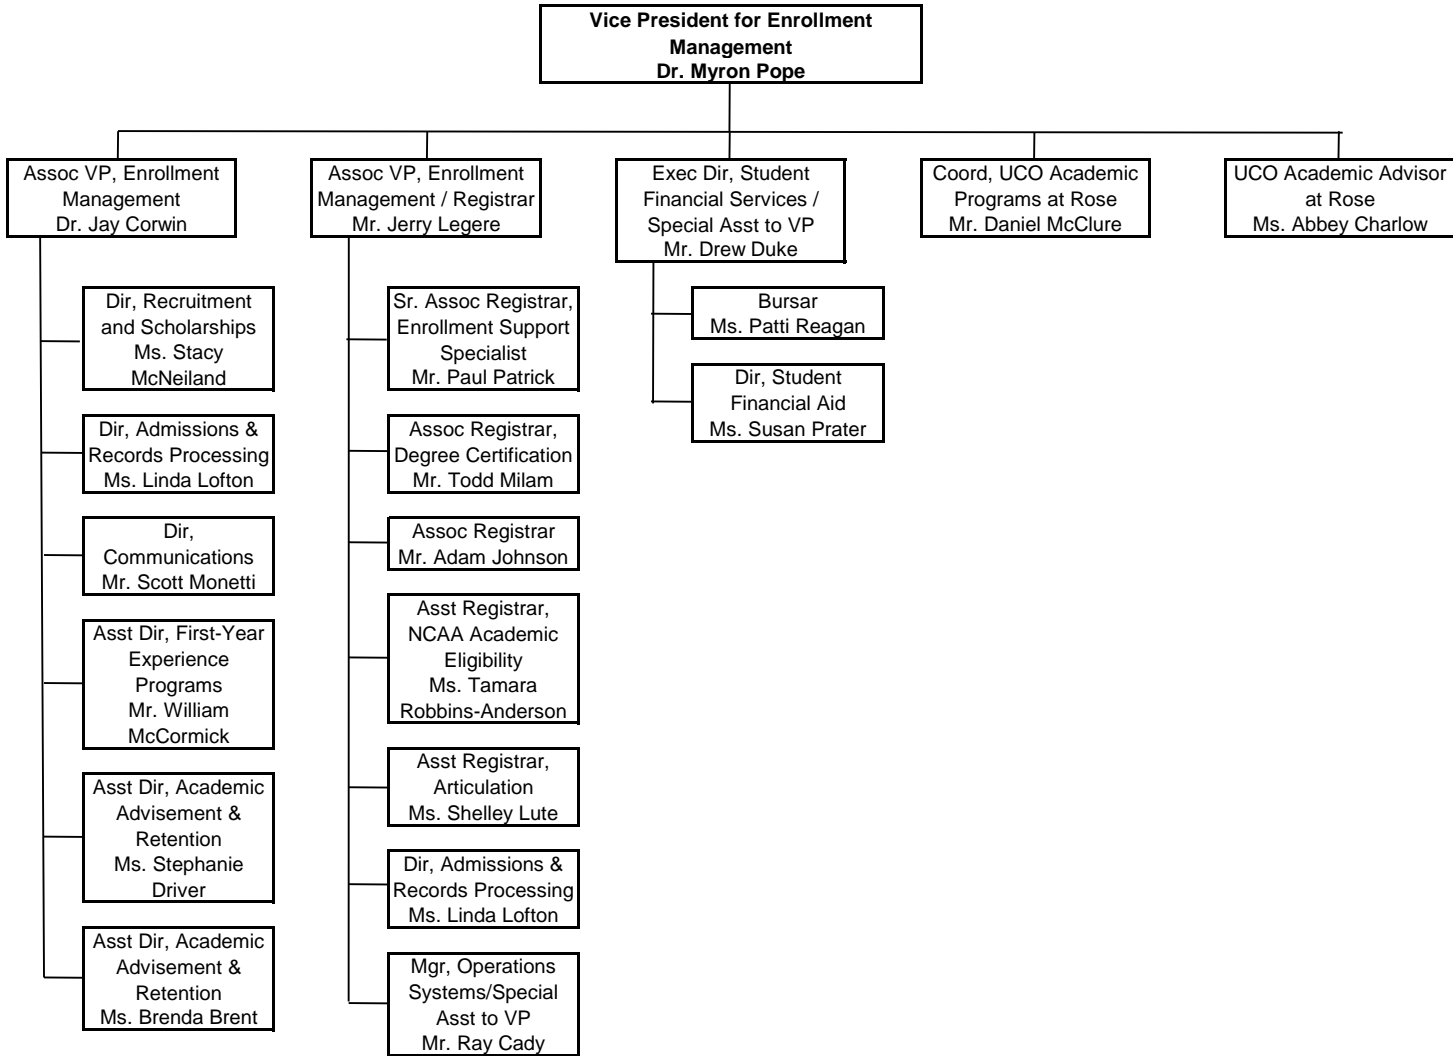 Vice President for Enrollment
Management
Dr. Myron Pope
Assoc VP, Enrollment
Management
Dr. Jay Corwin
Assoc VP, Enrollment
Management / Registrar
Mr. Jerry Legere
Exec Dir, Student
Financial Services /
Special Asst to VP
Mr. Drew Duke
Coord, UCO Academic
Programs at Rose
Mr. Daniel McClure
UCO Academic Advisor
at Rose
Ms. Abbey Charlow
Dir, Recruitment
and Scholarships
Ms. Stacy
McNeiland
Dir, Admissions &
Records Processing
Ms. Linda Lofton
Dir,
Communications
Mr. Scott Monetti
Asst Dir, First-Year
Experience
Programs
Mr. William
McCormick
Asst Dir, Academic
Advisement &
Retention
Ms. Stephanie
Driver
Asst Dir, Academic
Advisement &
Retention
Ms. Brenda Brent
Sr. Assoc Registrar,
Enrollment Support
Specialist
Mr. Paul Patrick
Assoc Registrar,
Degree Certification
Mr. Todd Milam
Assoc Registrar
Mr. Adam Johnson
Asst Registrar,
NCAA Academic
Eligibility
Ms. Tamara
Robbins-Anderson
Asst Registrar,
Articulation
Ms. Shelley Lute
Dir, Admissions &
Records Processing
Ms. Linda Lofton
Mgr, Operations
Systems/Special
Asst to VP
Mr. Ray Cady
Bursar
Ms. Patti Reagan
Dir, Student
Financial Aid
Ms. Susan Prater